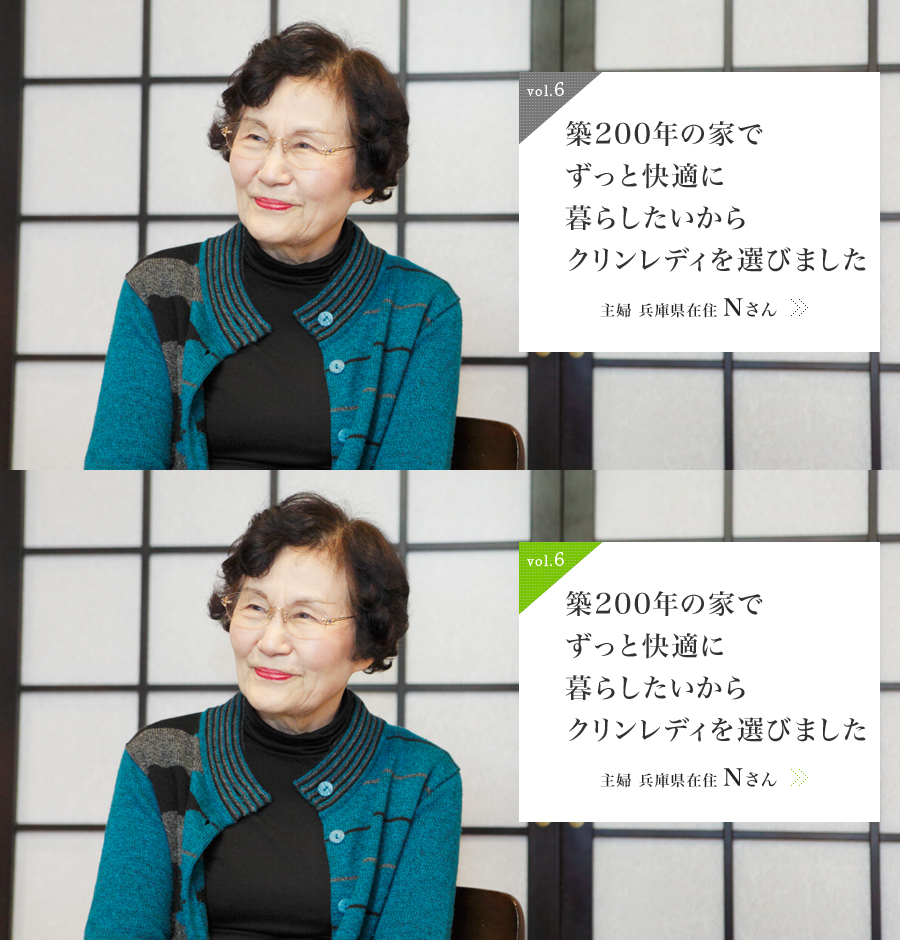 vol.6
築200年の家で
ずっと快適に
暮らしたいから
クリンレディを選びました
主婦 兵庫県在住 Nさん
vol.6
築200年の家で
ずっと快適に
暮らしたいから
クリンレディを選びました
主婦 兵庫県在住 Nさん